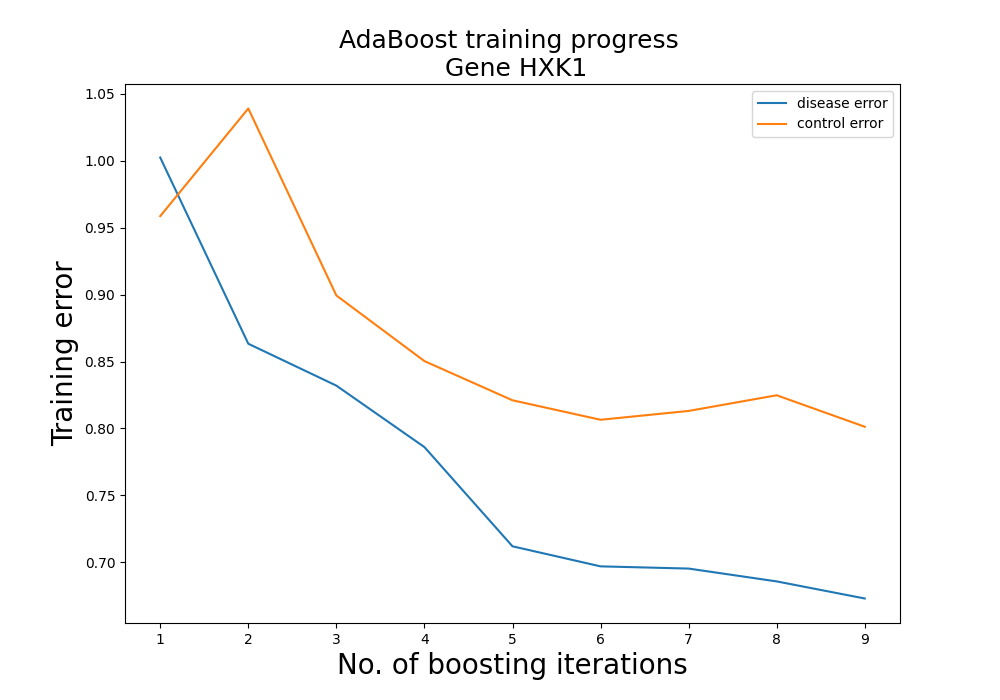 AdaBoost training progress
Gene HXK1
disease error
control error
Training error
1.05
1.00
0.95
0.90
0.85
0.80
0.75
0.70
1 2 3 4 5 6 7 8 9
No. of boosting iterations